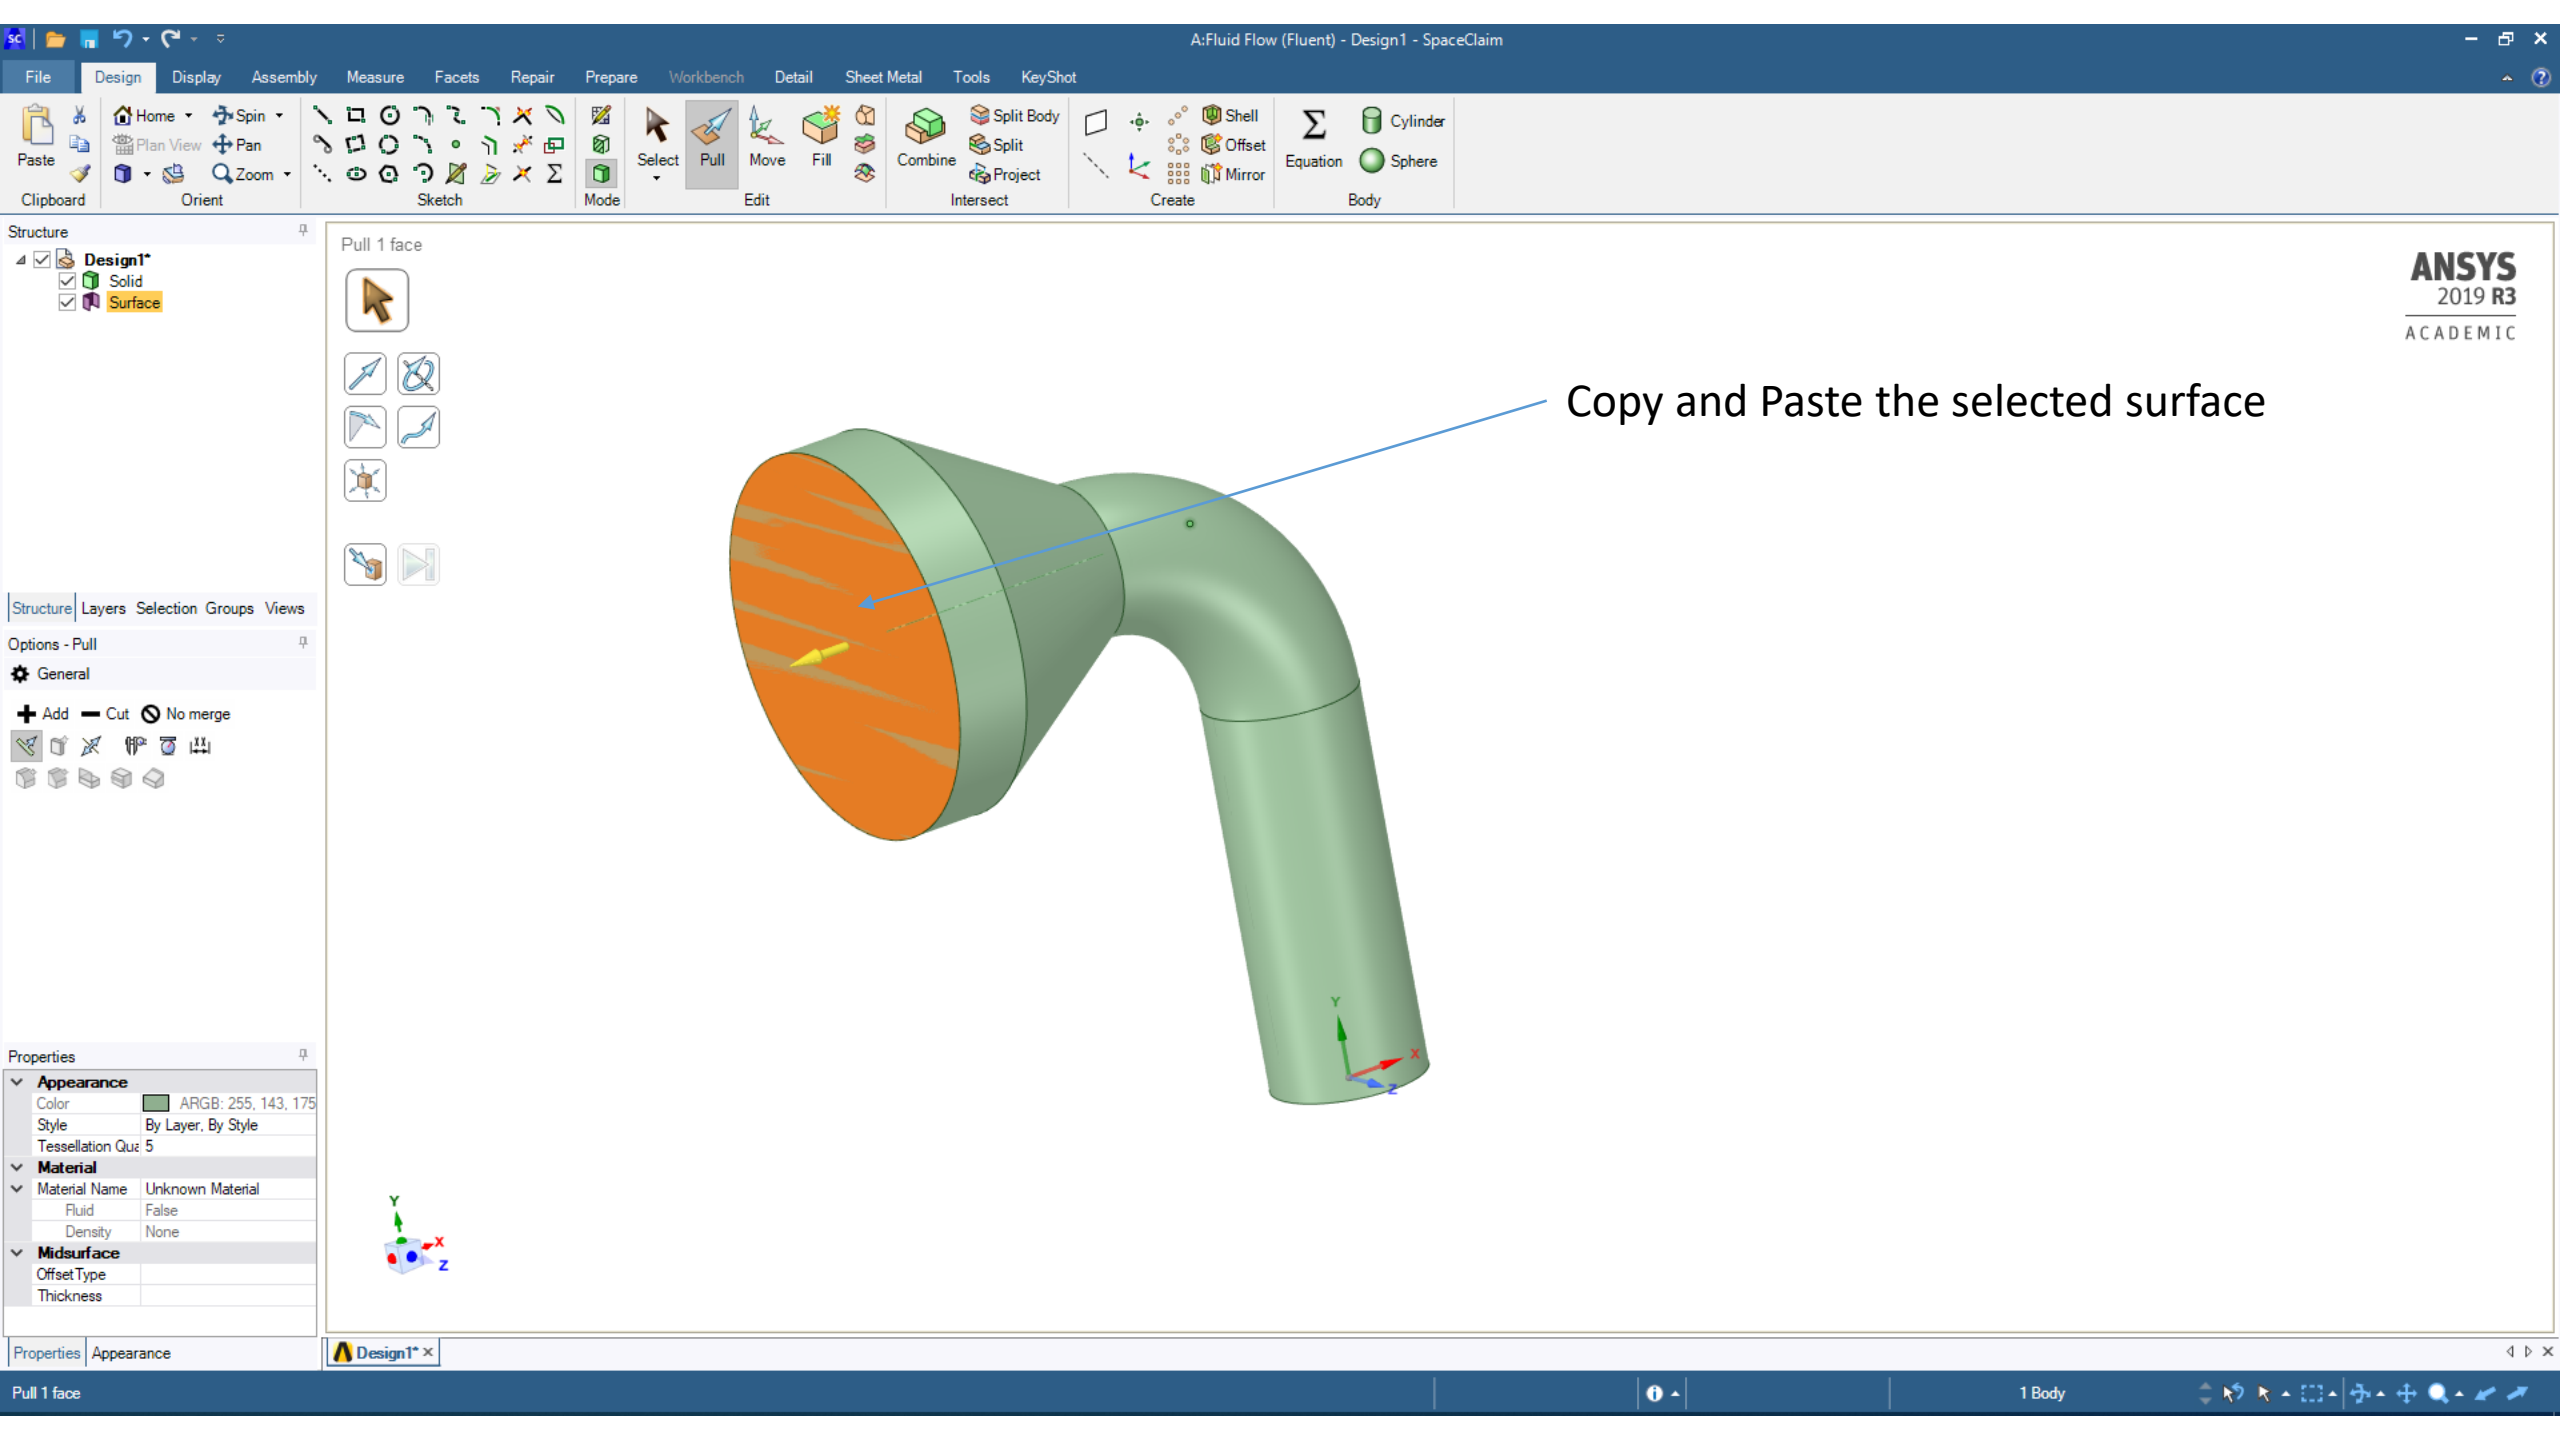 A:Fluid Flow (Fluent) - Design1 - SpaceClaim
File Design Display Assembly Measure Facets Repair Prepare Workbench Detail Sheet Metal Tools KeyShot
Paste
Clipboard
Home Spin
Plan View Pan
Zoom
Orient
Sketch
Mode
Select Pull Move Fill
Edit
Combine
Split Body
Split
Project
Intersect
Shell
Offset
Mirror
Create
Equation
Cylinder
Sphere
Body
Structure
Design1*
Solid
Surface
Structure Layers Selection Groups Views
Options - Pull
General
Add Cut No merge
Properties
Appearance
Color ARGB: 255, 143, 175
Style By Layer, By Style
Tessellation Qua 5
Material
Material Name Unknown Material
Fluid False
Density None
Midsurface
Offset Type
Thickness
Properties Appearance
Pull 1 face
ANSYS
2019 R3
ACADEMIC
Copy and Paste the selected surface
Y
X
Z
Y
X
Z
Design1*
Pull 1 face
1 Body